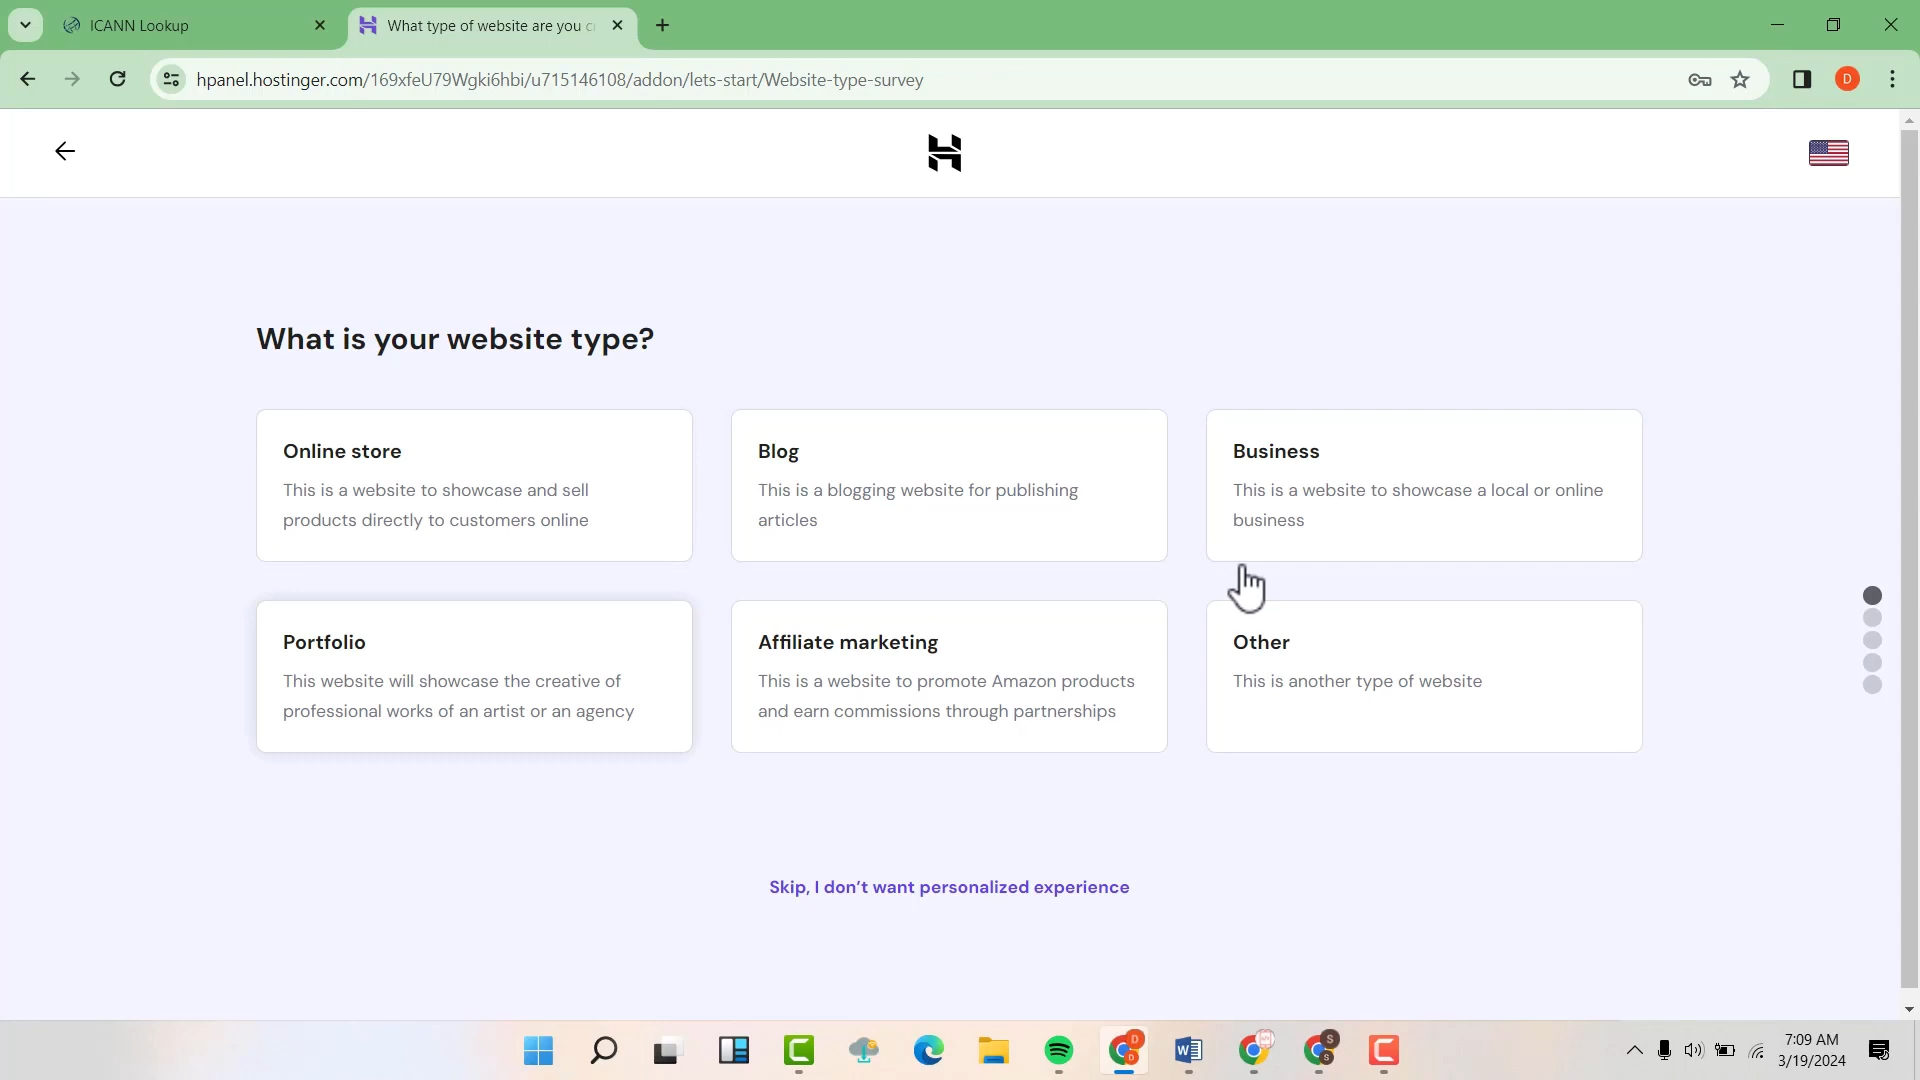 ICANN Lookup
What type of website are you c
hpanel.hostinger.com/169xfeU79Wgki6hbi/u715146108/addon/lets-start/Website-type-survey
D
What is your website type?
Online store
This is a website to showcase and sell
products directly to customers online
Blog
This is a blogging website for publishing
articles
Business
This is a website to showcase a local or online
business
Portfolio
This website will showcase the creative of
professional works of an artist or an agency
Affiliate marketing
This is a website to promote Amazon products
and earn commissions through partnerships
Other
This is another type of website
Skip, I don’t want personalized experience
7:09 AM
3/19/2024